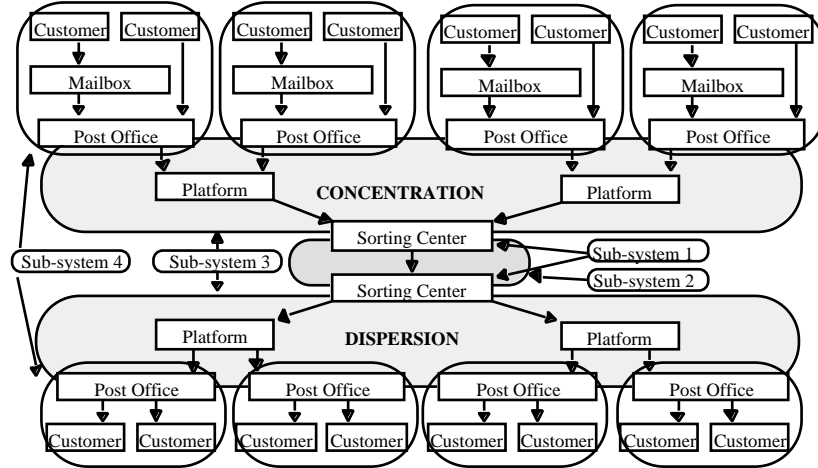 Customer Customer Customer Customer Customer Customer Customer Customer
Mailbox Mailbox Mailbox Mailbox
Post Office Post Office Post Office Post Office
Platform CONCENTRATION Platform
Sorting Center
Sub-system 4 Sub-system 3 Sub-system 1
Sub-system 2
Sorting Center
Platform DISPERSION Platform
Post Office Post Office Post Office Post Office
Customer Customer Customer Customer Customer Customer Customer Customer